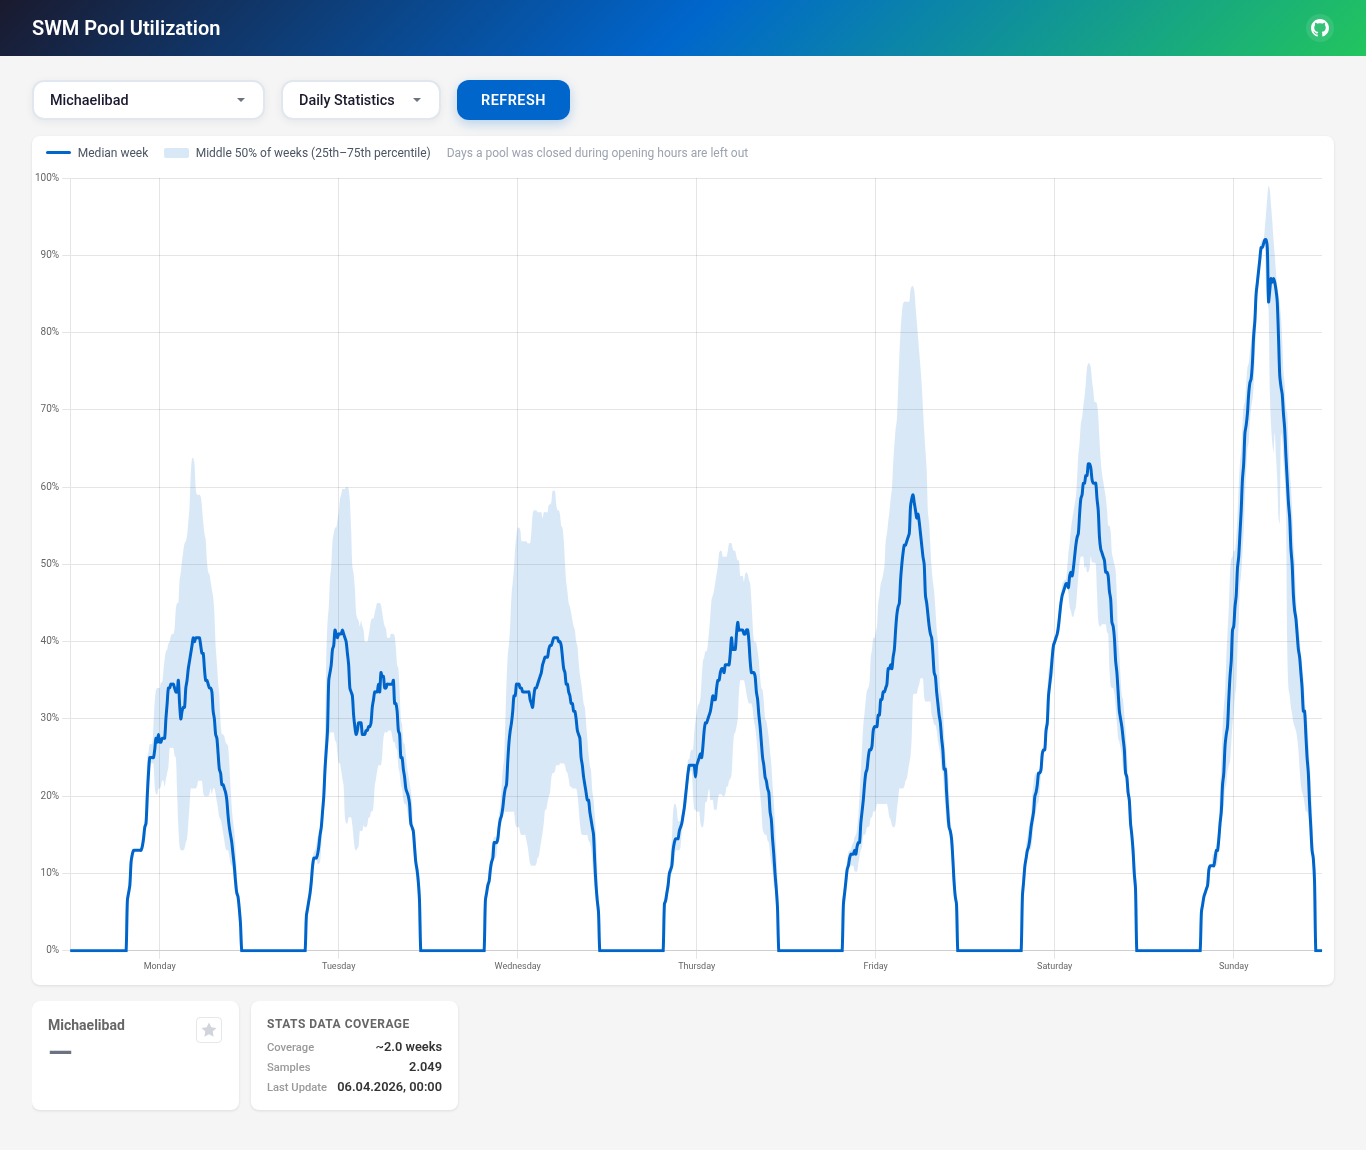 SWM Pool Utilization
Michaelibad
Daily Statistics
REFRESH
Median week
Middle 50% of weeks (25th–75th percentile)
Days a pool was closed during opening hours are left out
100%
90%
80%
70%
60%
50%
40%
30%
20%
10%
0%
Monday
Tuesday
Wednesday
Thursday
Friday
Saturday
Sunday
Michaelibad
—
STATS DATA COVERAGE
Coverage ~2.0 weeks
Samples 2.049
Last Update 06.04.2026, 00:00